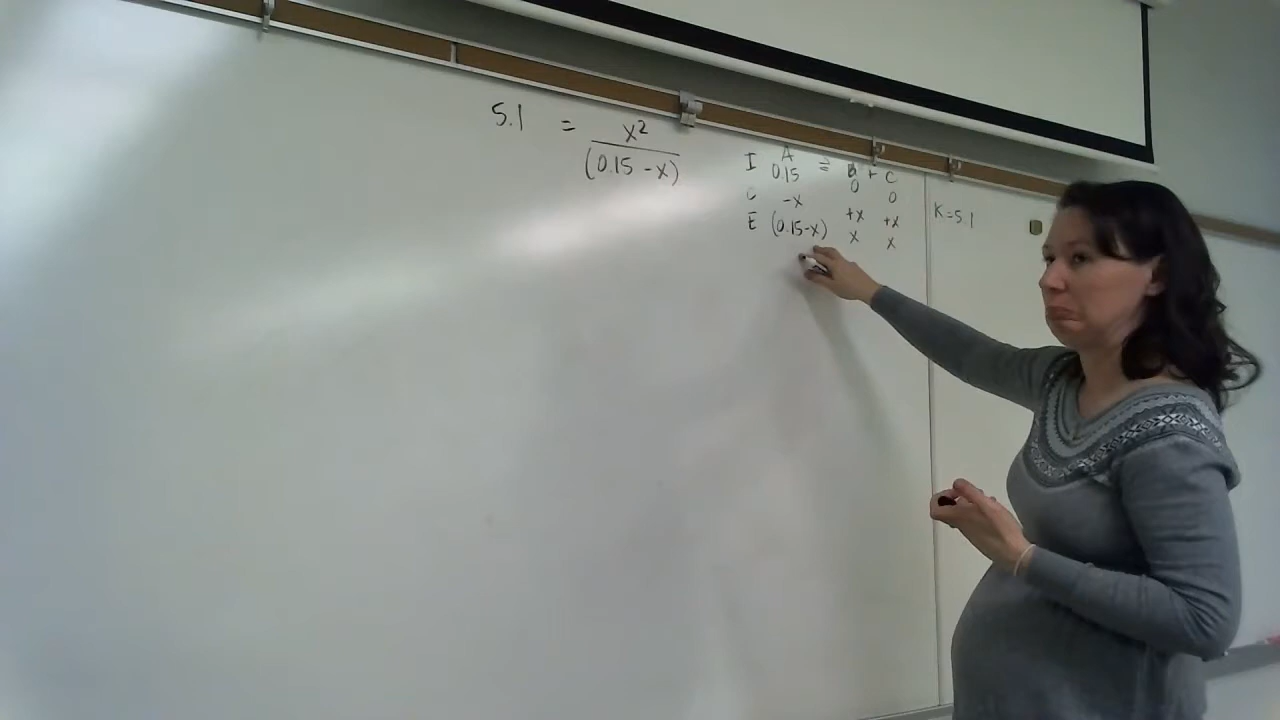 5.1 = x²
(0.15 - x)
A ⇌ B + C
I 0.15 0 0
C -x +x +x
E (0.15-x) x x
K=5.1